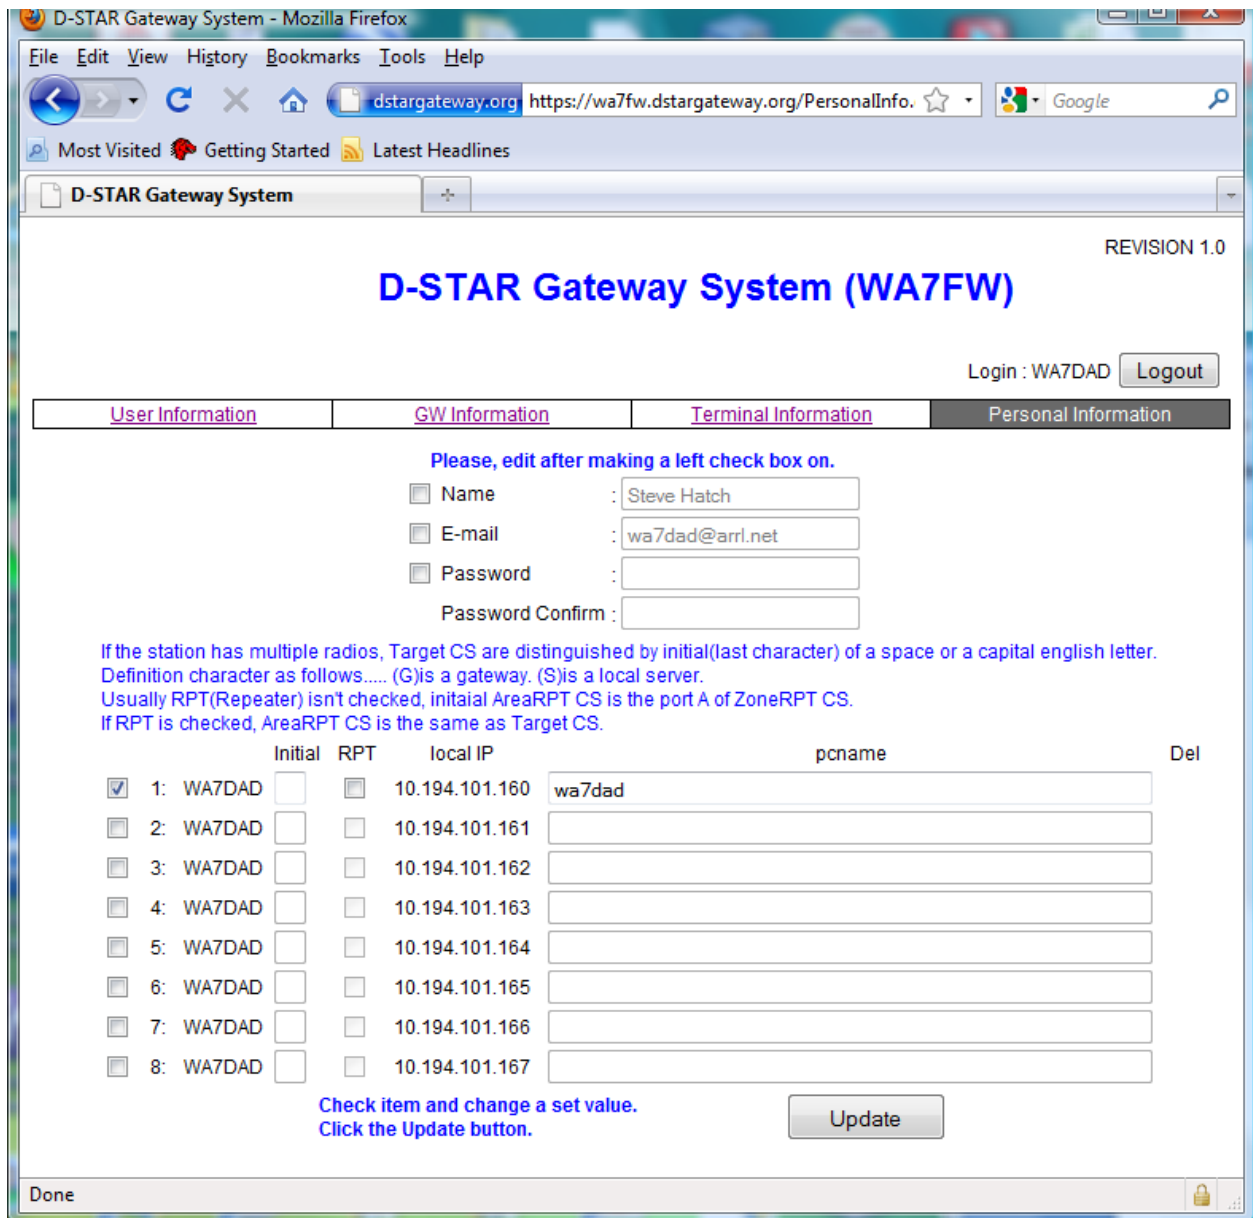 D-STAR Gateway System - Mozilla Firefox
File Edit View History Bookmarks Tools Help
dstargateway.org https://wa7fw.dstargateway.org/PersonalInfo. Google
Most Visited Getting Started Latest Headlines
D-STAR Gateway System
REVISION 1.0
D-STAR Gateway System (WA7FW)
Login : WA7DAD Logout
User Information GW Information Terminal Information Personal Information
Please, edit after making a left check box on.
Name : Steve Hatch
E-mail : wa7dad@arrl.net
Password :
Password Confirm :
If the station has multiple radios, Target CS are distinguished by initial(last character) of a space or a capital english letter.
Definition character as follows..... (G)is a gateway. (S)is a local server.
Usually RPT(Repeater) isn't checked, initaial AreaRPT CS is the port A of ZoneRPT CS.
If RPT is checked, AreaRPT CS is the same as Target CS.
Initial RPT local IP pcname Del
1: WA7DAD 10.194.101.160 wa7dad
2: WA7DAD 10.194.101.161
3: WA7DAD 10.194.101.162
4: WA7DAD 10.194.101.163
5: WA7DAD 10.194.101.164
6: WA7DAD 10.194.101.165
7: WA7DAD 10.194.101.166
8: WA7DAD 10.194.101.167
Check item and change a set value.
Click the Update button.
Update
Done